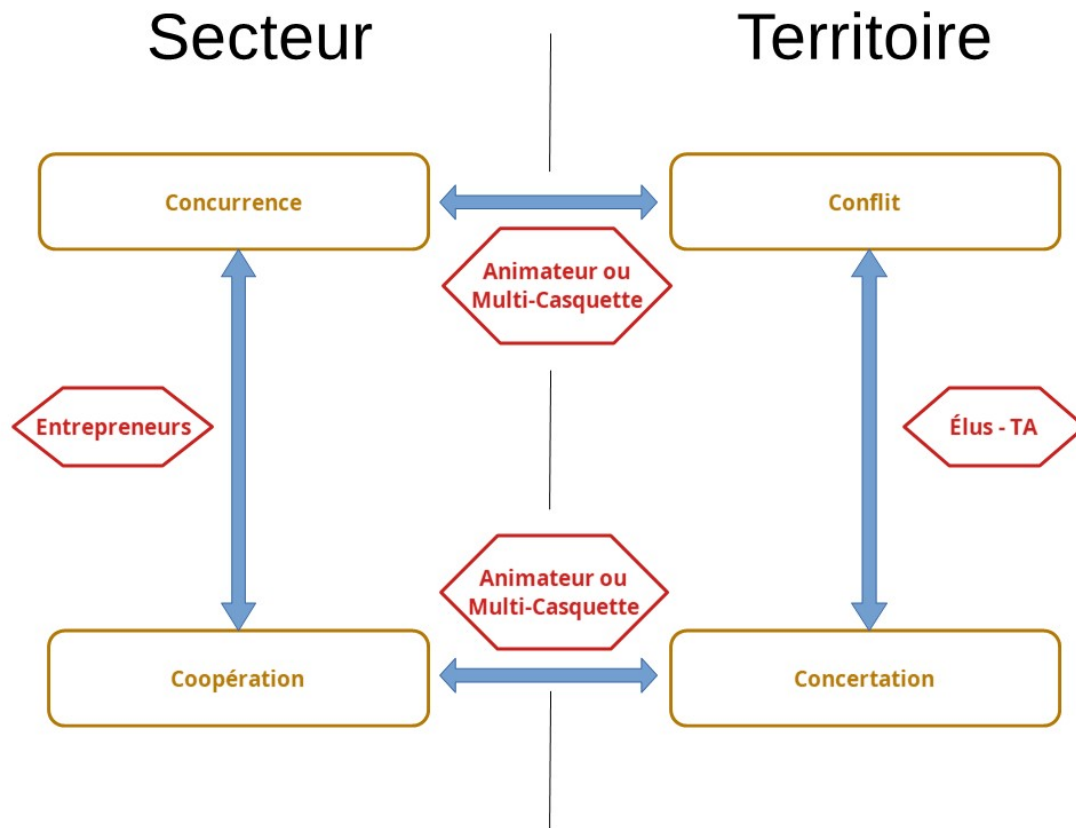 Secteur
Territoire
Concurrence
Conflit
Animateur ou
Multi-Casquette
Entrepreneurs
Élus - TA
Animateur ou
Multi-Casquette
Coopération
Concertation